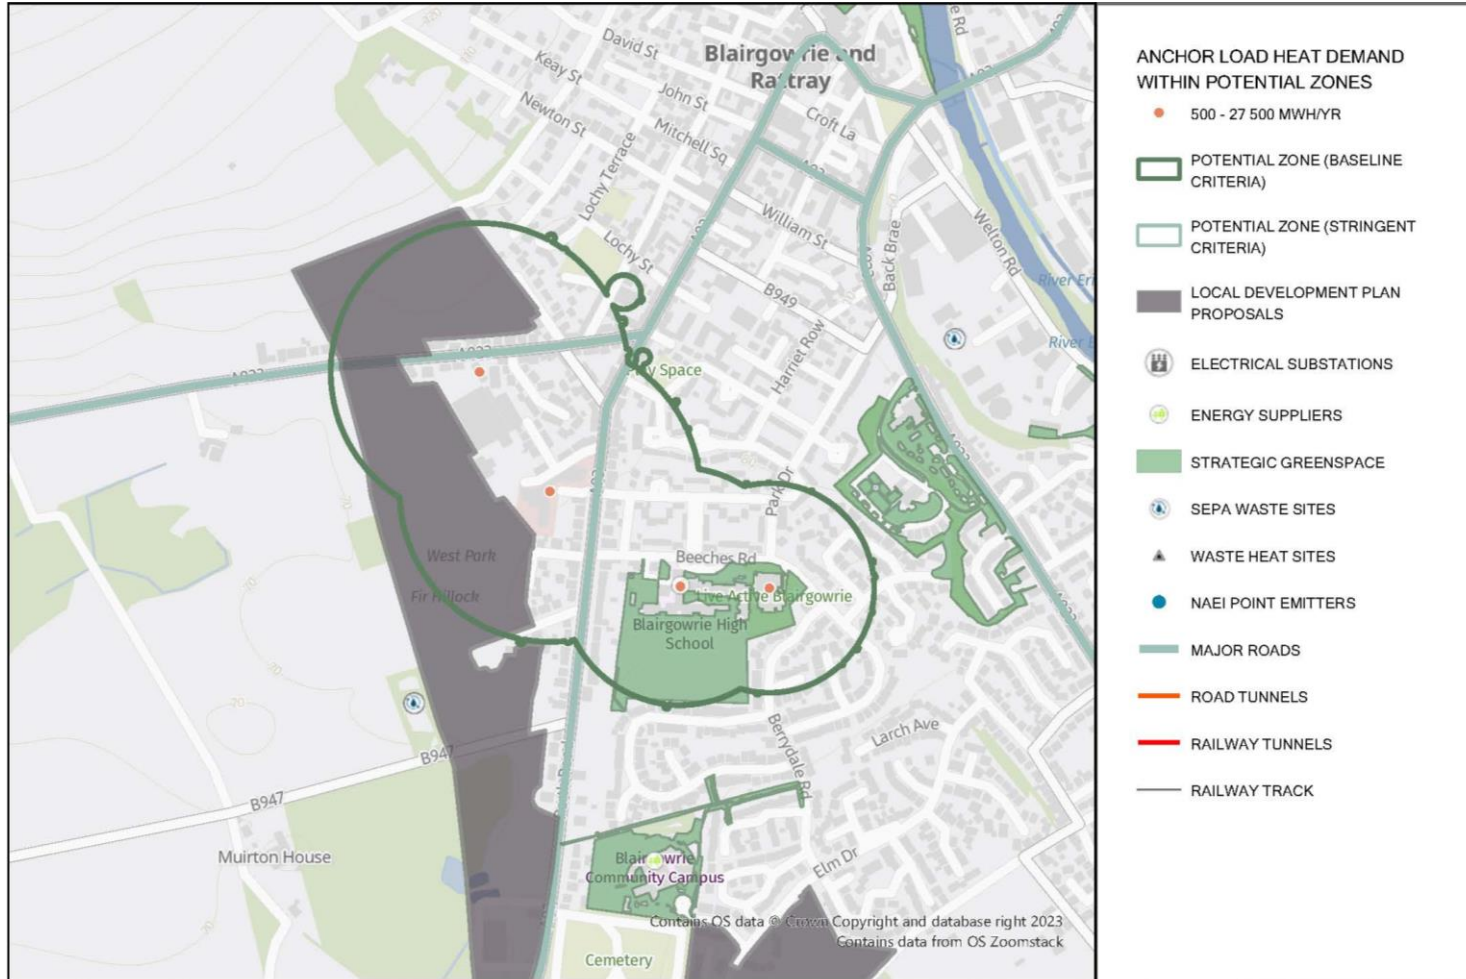 David St
Blairgowrie and
Rattray
Keay St
John St
Newton St
Croft La
Mitchell Sq
Lochy Terrace
William St
Back Brae
Welton Rd
Lochy St
B949
Harriet Row
Park Dr
West Park
Beeches Rd
Fir Hillock
Live Active Blairgowrie
Blairgowrie High
School
Berrydale Rd
Larch Ave
B947
B947
Elm Dr
Muirton House
Community Campus
Contains OS data @ Crown Copyright and database right 2023
Contains data from OS Zoomstack
Cemetery
ANCHOR LOAD HEAT DEMAND
WITHIN POTENTIAL ZONES
500 - 27 500 MWH/YR
POTENTIAL ZONE (BASELINE
CRITERIA)
POTENTIAL ZONE (STRINGENT
CRITERIA)
LOCAL DEVELOPMENT PLAN
PROPOSALS
ELECTRICAL SUBSTATIONS
ENERGY SUPPLIERS
STRATEGIC GREENSPACE
SEPA WASTE SITES
WASTE HEAT SITES
NAEI POINT EMITTERS
MAJOR ROADS
ROAD TUNNELS
RAILWAY TUNNELS
RAILWAY TRACK